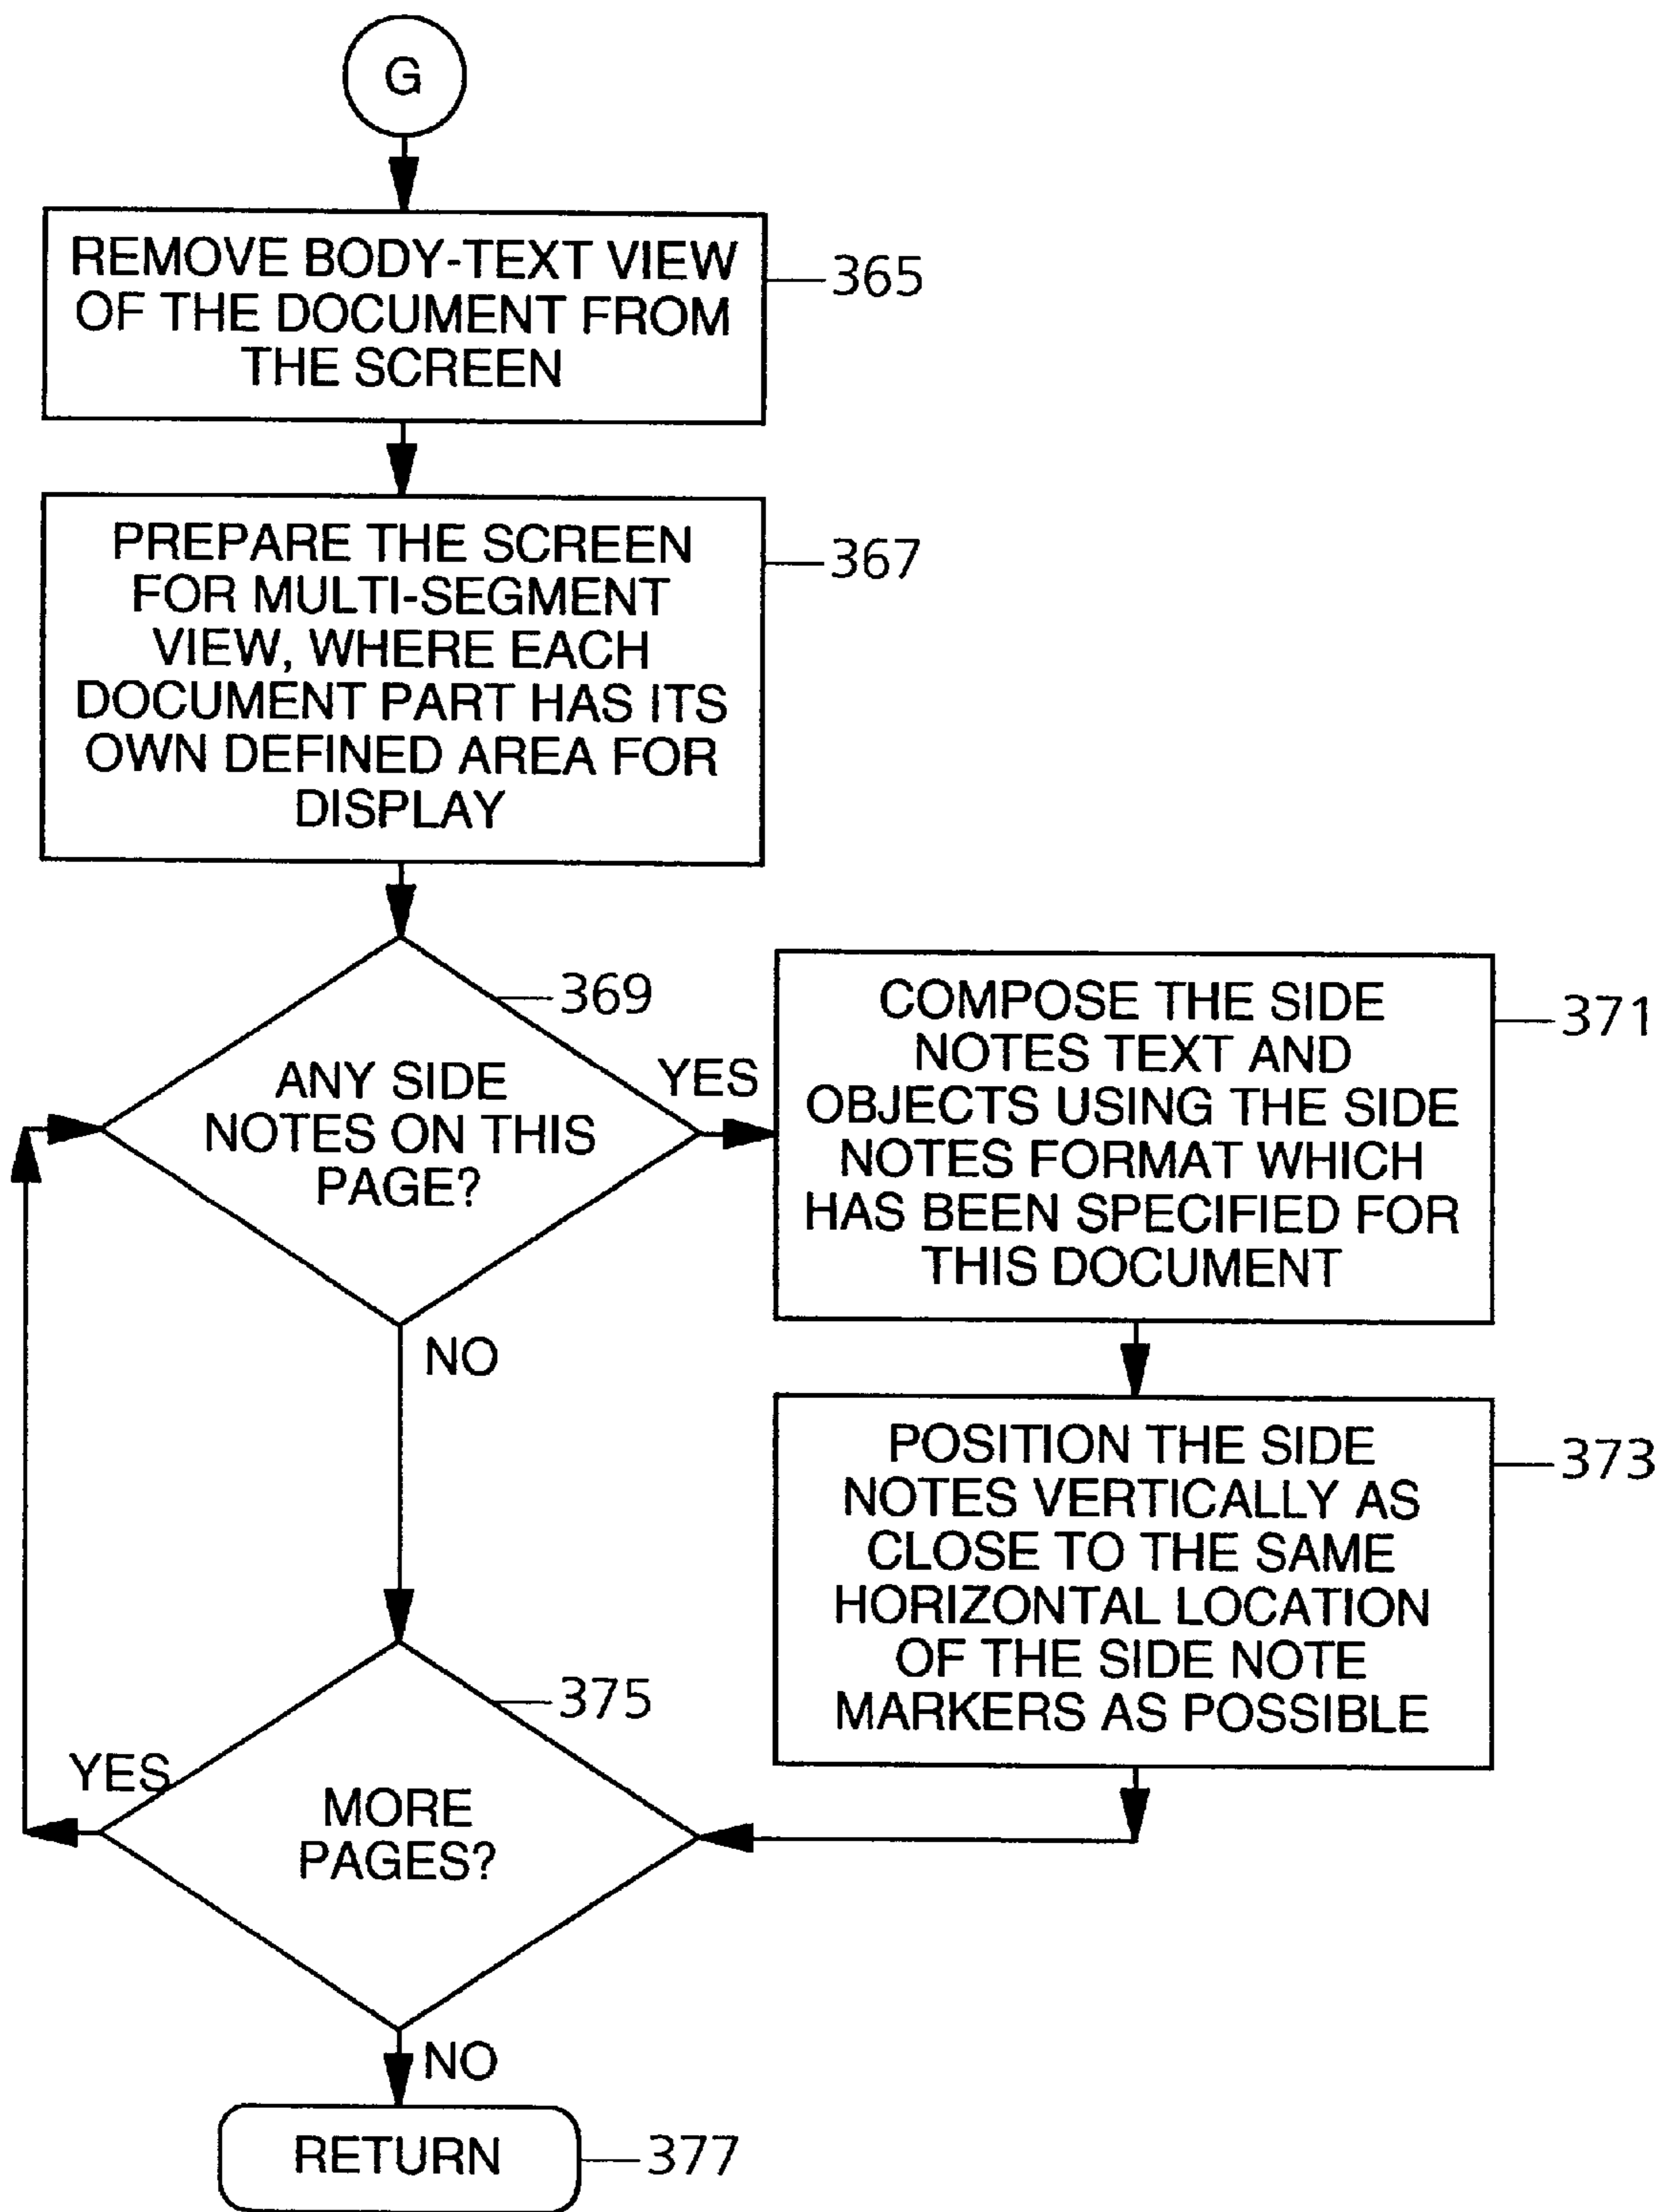 G
REMOVE BODY-TEXT VIEW
OF THE DOCUMENT FROM
THE SCREEN
365
PREPARE THE SCREEN
FOR MULTI-SEGMENT
VIEW, WHERE EACH
DOCUMENT PART HAS ITS
OWN DEFINED AREA FOR
DISPLAY
367
369
ANY SIDE
NOTES ON THIS
PAGE?
YES
NO
COMPOSE THE SIDE
NOTES TEXT AND
OBJECTS USING THE SIDE
NOTES FORMAT WHICH
HAS BEEN SPECIFIED FOR
THIS DOCUMENT
371
POSITION THE SIDE
NOTES VERTICALLY AS
CLOSE TO THE SAME
HORIZONTAL LOCATION
OF THE SIDE NOTE
MARKERS AS POSSIBLE
373
375
YES
MORE
PAGES?
NO
RETURN
377